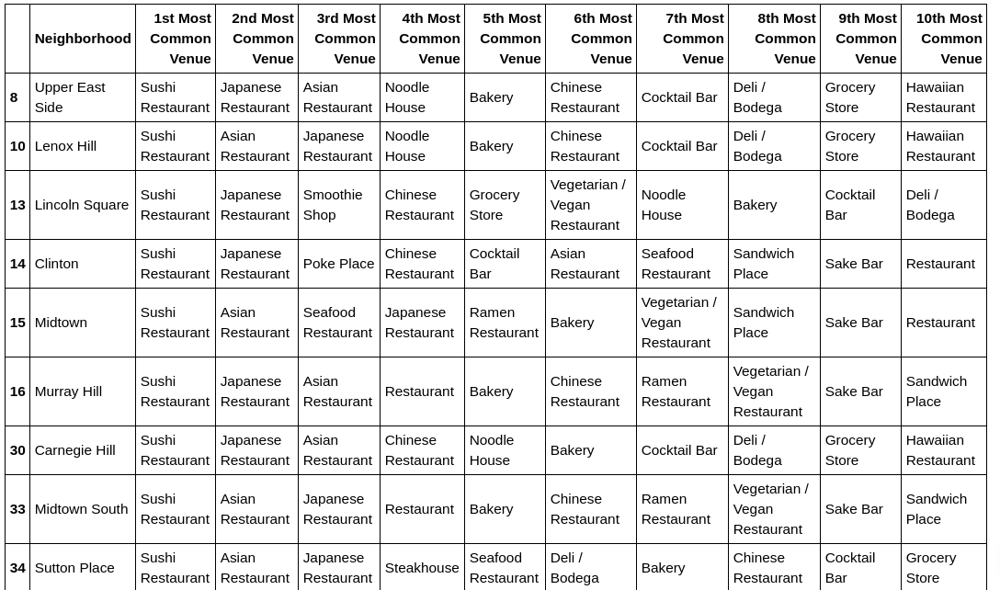 Neighborhood 1st Most Common Venue 2nd Most Common Venue 3rd Most Common Venue 4th Most Common Venue 5th Most Common Venue 6th Most Common Venue 7th Most Common Venue 8th Most Common Venue 9th Most Common Venue 10th Most Common Venue
8 Upper East Side Sushi Restaurant Japanese Restaurant Asian Restaurant Noodle House Bakery Chinese Restaurant Cocktail Bar Deli / Bodega Grocery Store Hawaiian Restaurant
10 Lenox Hill Sushi Restaurant Asian Restaurant Japanese Restaurant Noodle House Bakery Chinese Restaurant Cocktail Bar Deli / Bodega Grocery Store Hawaiian Restaurant
13 Lincoln Square Sushi Restaurant Japanese Restaurant Smoothie Shop Chinese Restaurant Grocery Store Vegetarian / Vegan Restaurant Noodle House Bakery Cocktail Bar Deli / Bodega
14 Clinton Sushi Restaurant Japanese Restaurant Poke Place Chinese Restaurant Cocktail Bar Asian Restaurant Seafood Restaurant Sandwich Place Sake Bar Restaurant
15 Midtown Sushi Restaurant Asian Restaurant Seafood Restaurant Japanese Restaurant Ramen Restaurant Bakery Vegetarian / Vegan Restaurant Sandwich Place Sake Bar Restaurant
16 Murray Hill Sushi Restaurant Japanese Restaurant Asian Restaurant Restaurant Bakery Chinese Restaurant Ramen Restaurant Vegetarian / Vegan Restaurant Sake Bar Sandwich Place
30 Carnegie Hill Sushi Restaurant Japanese Restaurant Asian Restaurant Chinese Restaurant Noodle House Bakery Cocktail Bar Deli / Bodega Grocery Store Hawaiian Restaurant
33 Midtown South Sushi Restaurant Asian Restaurant Japanese Restaurant Restaurant Bakery Chinese Restaurant Ramen Restaurant Vegetarian / Vegan Restaurant Sake Bar Sandwich Place
34 Sutton Place Sushi Restaurant Asian Restaurant Japanese Restaurant Steakhouse Seafood Restaurant Deli / Bodega Bakery Chinese Restaurant Cocktail Bar Grocery Store